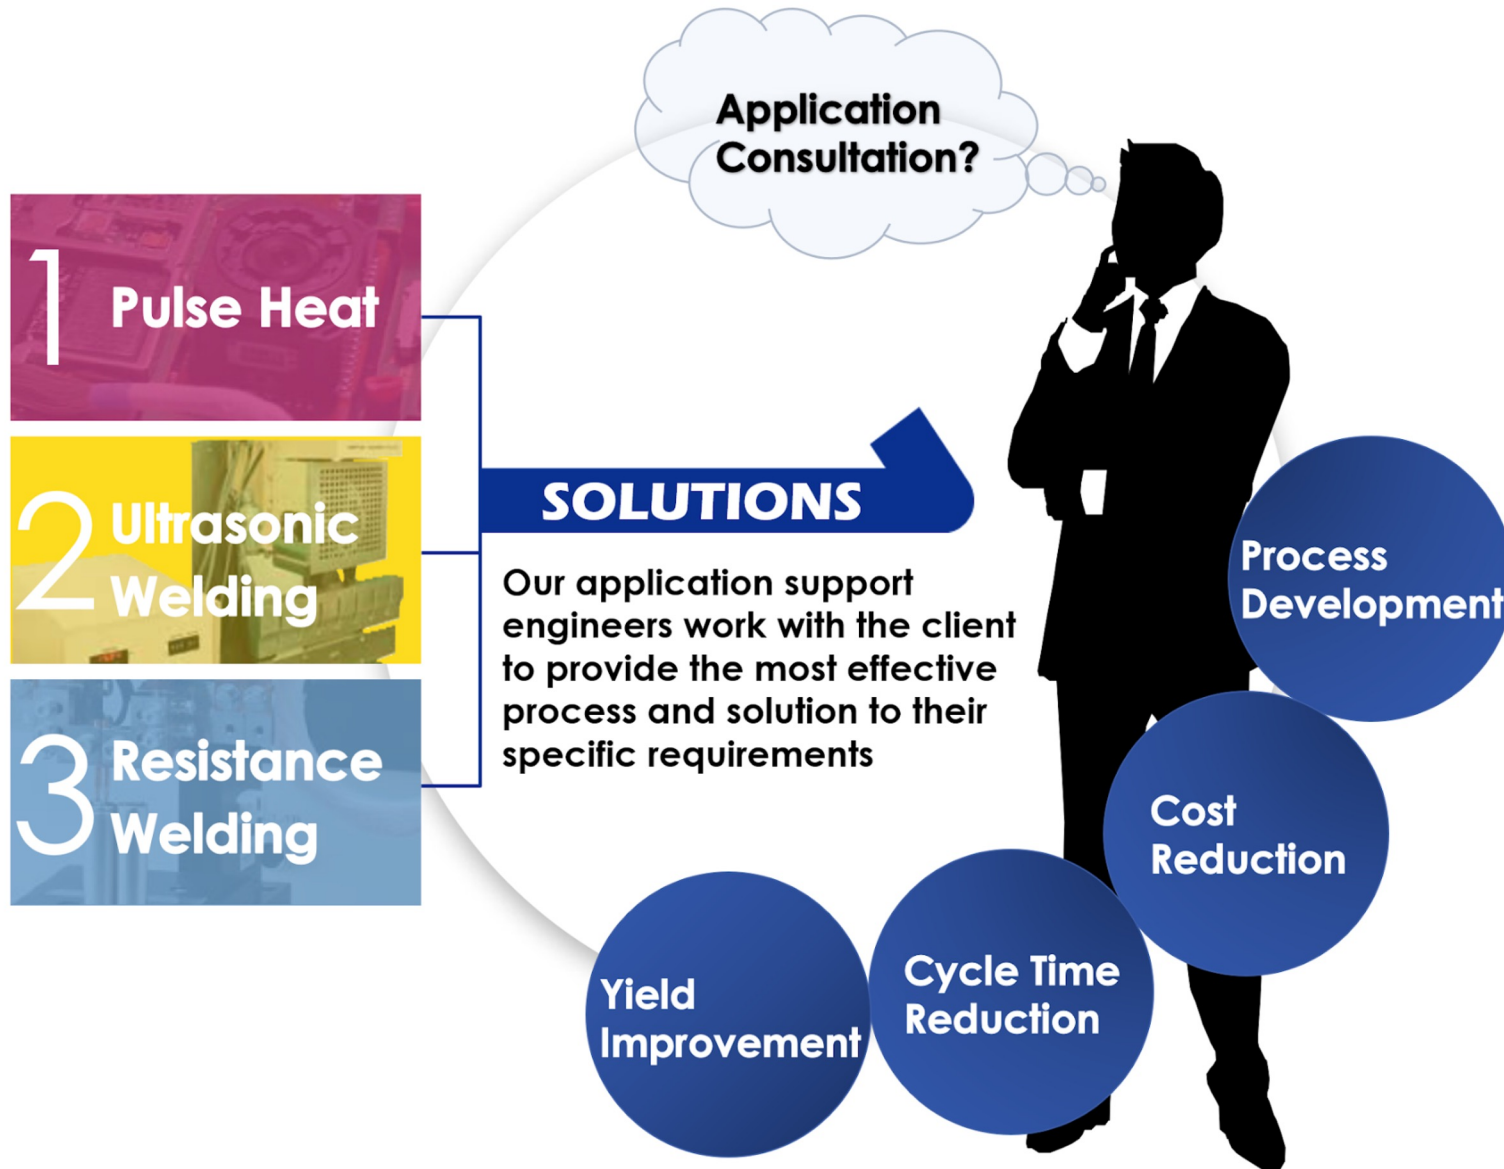 Application
Consultation?
1
Pulse Heat
2
Ultrasonic
Welding
3
Resistance
Welding
SOLUTIONS
Our application support
engineers work with the client
to provide the most effective
process and solution to their
specific requirements
Process
Development
Cost
Reduction
Cycle Time
Reduction
Yield
Improvement